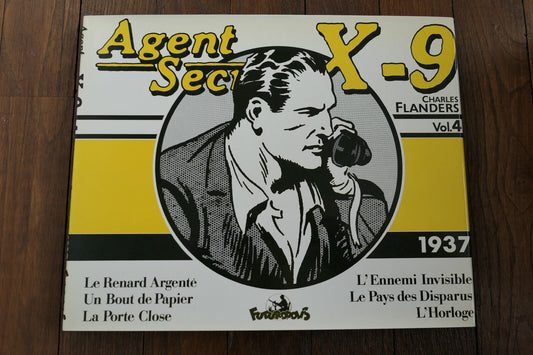 Agent
Secr X-9
CHARLES
FLANDERS
Vol.4
1937
Le Renard Argenté
Un Bout de Papier
La Porte Close
L'Ennemi Invisible
Le Pays des Disparus
L'Horloge
FUTUROPOLIS